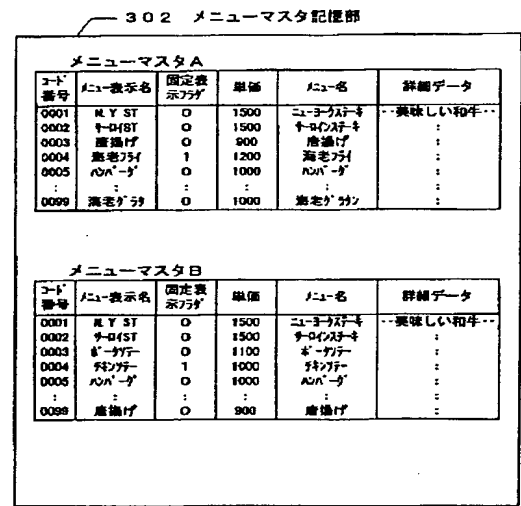 302 メニューマスタ記憶部
メニューマスタA
コード番号 メニュー表示名 固定表示フラグ 単価 メニュー名 詳細データ
0001 N.Y ST 0 1500 ニューヨークステーキ ‥美味しい和牛‥
0002 サーロイST 0 1500 サーロインステーキ :
0003 唐揚げ 0 900 唐揚げ :
0004 海老フライ 1 1200 海老フライ :
0005 ハンバーグ 0 1000 ハンバーグ :
: : : : : :
0099 海老グラタ 0 1000 海老グラタン :
メニューマスタB
コード番号 メニュー表示名 固定表示フラグ 単価 メニュー名 詳細データ
0001 N.Y ST 0 1500 ニューヨークステーキ ‥美味しい和牛‥
0002 サーロイST 0 1500 サーロインステーキ :
0003 ポークソテー 0 1100 ポークソテー :
0004 チキンソテー 1 1000 チキンソテー :
0005 ハンバーグ 0 1000 ハンバーグ :
: : : : : :
0099 唐揚げ 0 900 唐揚げ :